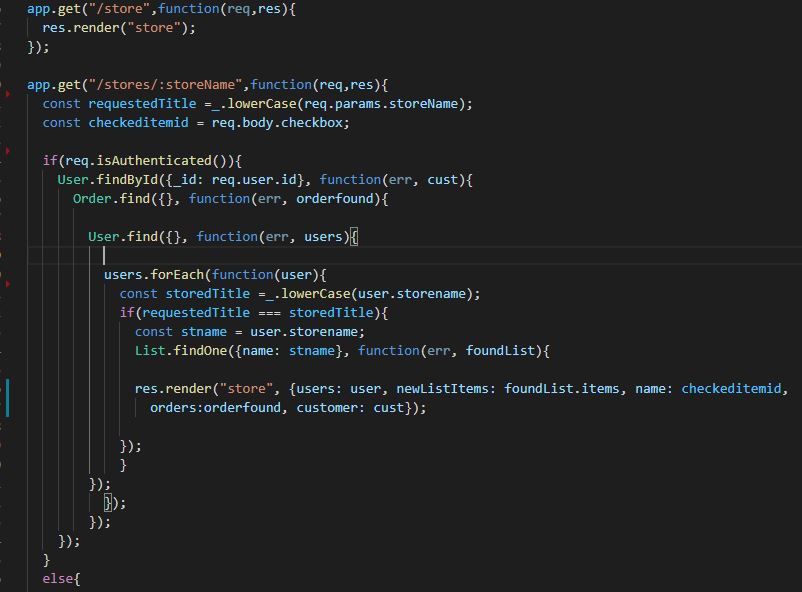 app.get("/store",function(req,res){
  res.render("store");
});
app.get("/stores/:storeName",function(req,res){
  const requestedTitle =_.lowerCase(req.params.storeName);
  const checkeditemid = req.body.checkbox;
  if(req.isAuthenticated()){
    User.findById({_id: req.user.id}, function(err, cust){
      Order.find({}, function(err, orderfound){
        User.find({}, function(err, users){
          users.forEach(function(user){
            const storedTitle =_.lowerCase(user.storename);
            if(requestedTitle === storedTitle){
              const stname = user.storename;
              List.findOne({name: stname}, function(err, foundList){
              res.render("store", {users: user, newListItems: foundList.items, name: checkeditemid,
                orders:orderfound, customer: cust});
            });
            }
        });
          });
        });
    });
  }
  else{